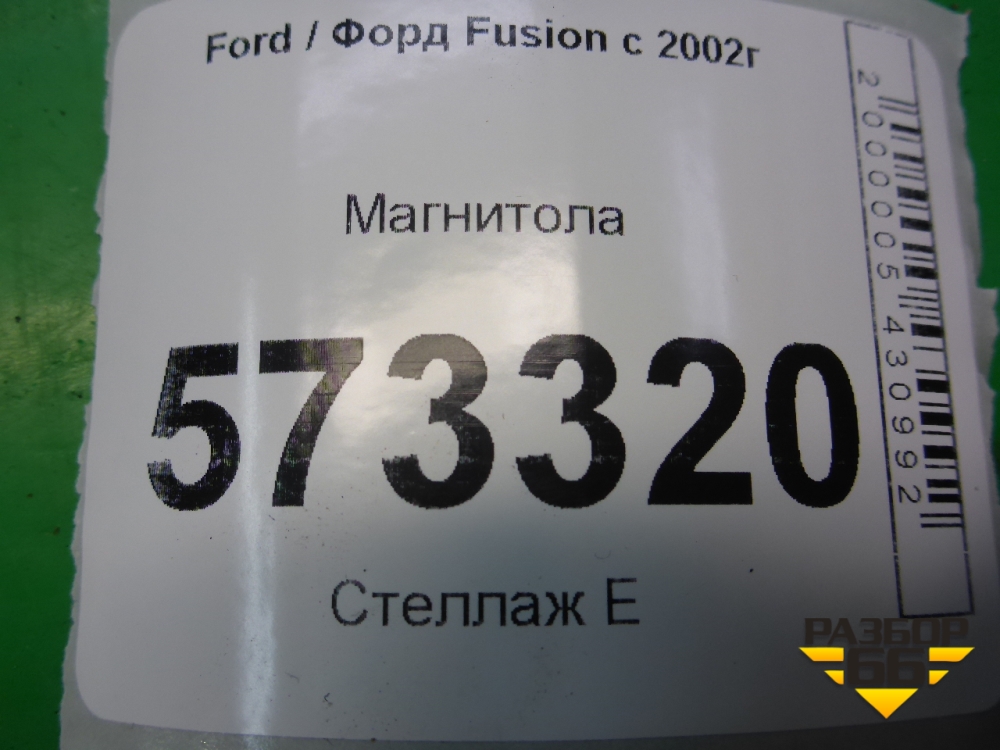 Ford / Форд Fusion с 2002г
Магнитола
573320
Стеллаж Е
2000005430992
РАЗБОР
66